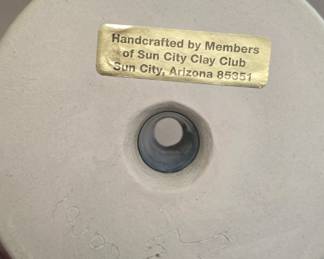 Handcrafted by Members
of Sun City Clay Club
Sun City, Arizona 85351